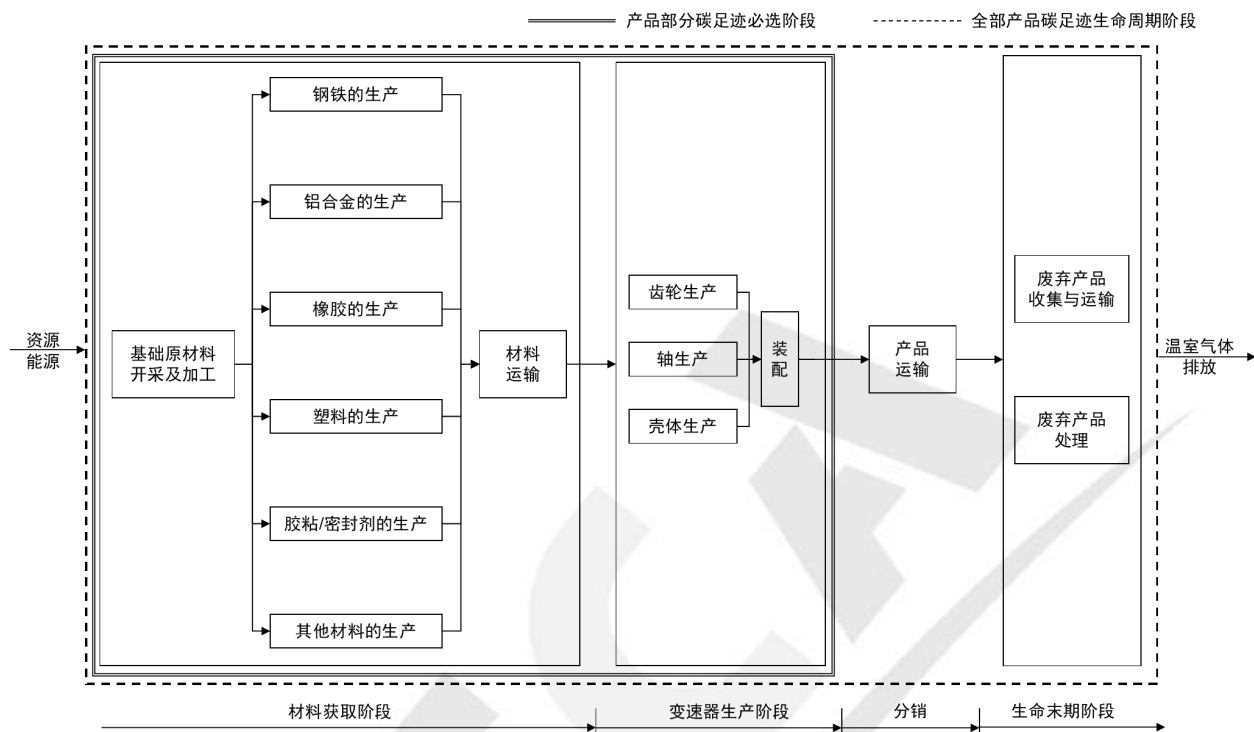 产品部分碳足迹必选阶段
全部产品碳足迹生命周期阶段
资源
能源
基础原材料
开采及加工
钢铁的生产
铝合金的生产
橡胶的生产
塑料的生产
胶粘/密封剂的生产
其他材料的生产
材料
运输
齿轮生产
轴生产
壳体生产
装
配
产品
运输
废弃产品
收集与运输
废弃产品
处理
温室气体
排放
材料获取阶段
变速器生产阶段
分销
生命末期阶段